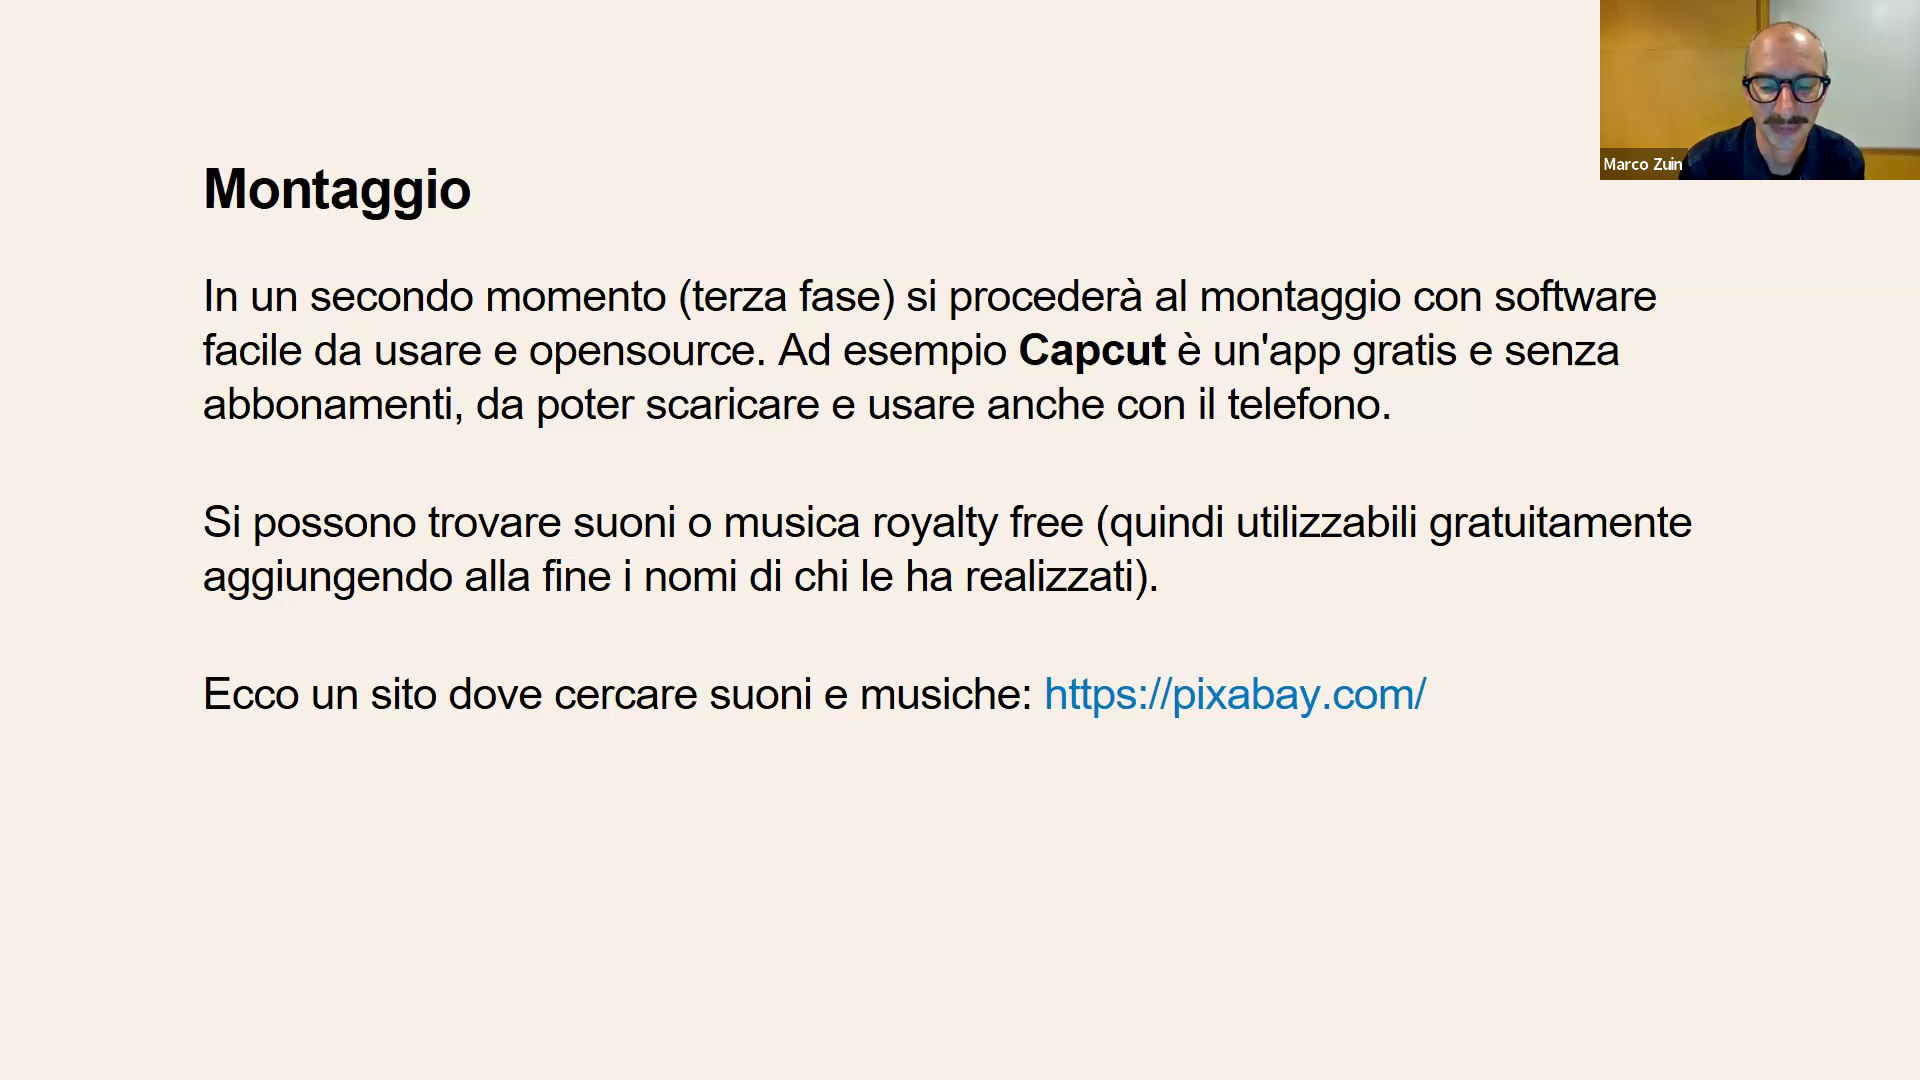 Marco Zuin
Montaggio
In un secondo momento (terza fase) si procederà al montaggio con software
facile da usare e opensource. Ad esempio Capcut è un'app gratis e senza
abbonamenti, da poter scaricare e usare anche con il telefono.
Si possono trovare suoni o musica royalty free (quindi utilizzabili gratuitamente
aggiungendo alla fine i nomi di chi le ha realizzati).
Ecco un sito dove cercare suoni e musiche: https://pixabay.com/